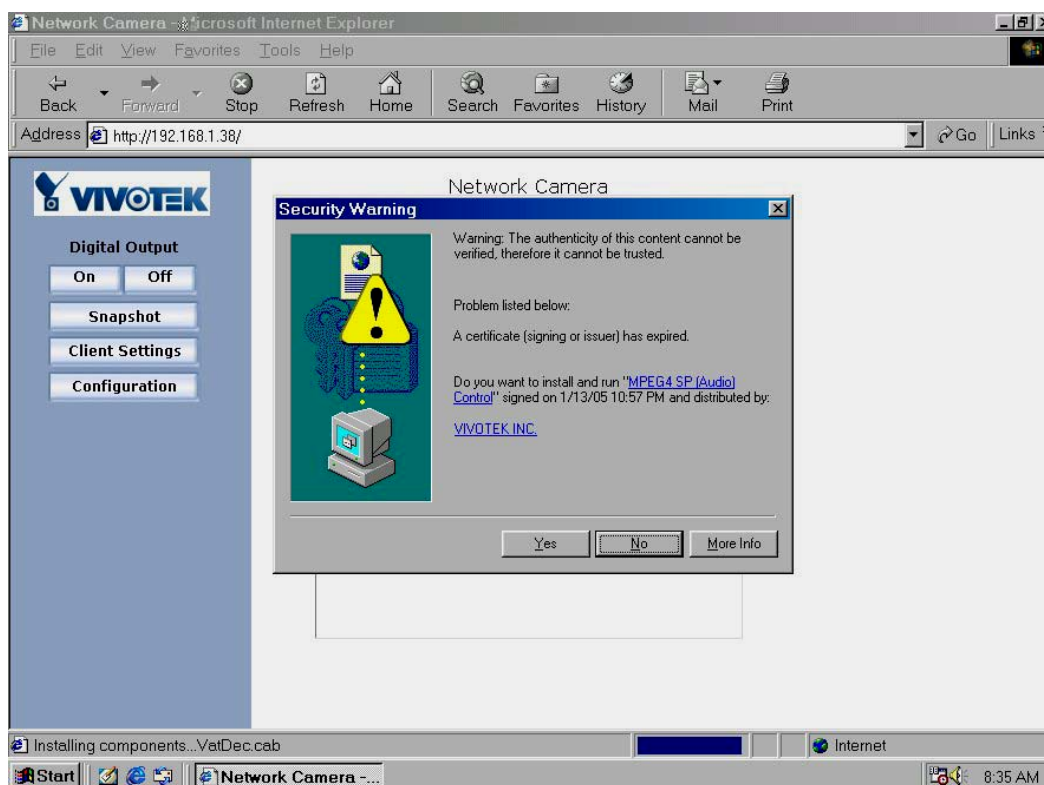 Network Camera - Microsoft Internet Explorer
File Edit View Favorites Tools Help
Back Forward Stop Refresh Home Search Favorites History Mail Print
Address http://192.168.1.38/ Go Links
VIVOTEK
Network Camera
Digital Output
On Off
Snapshot
Client Settings
Configuration
Security Warning
Warning: The authenticity of this content cannot be
verified, therefore it cannot be trusted.
Problem listed below:
A certificate (signing or issuer) has expired.
Do you want to install and run "MPEG4 SP (Audio)
Control" signed on 1/13/05 10:57 PM and distributed by:
VIVOTEK INC.
Yes No More Info
Installing components...VatDec.cab Internet
Start Network Camera -... 8:35 AM